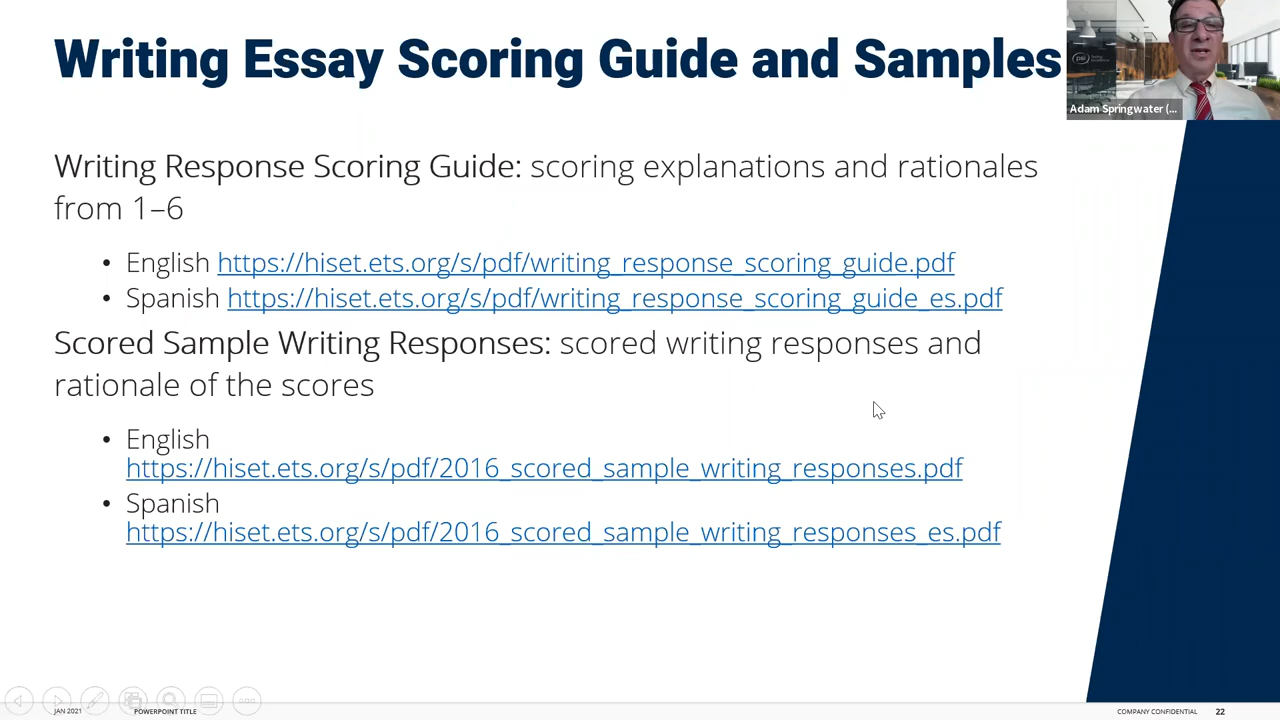 Writing Essay Scoring Guide and Samples
Adam Springwater (...
Writing Response Scoring Guide: scoring explanations and rationales
from 1–6
• English https://hiset.ets.org/s/pdf/writing_response_scoring_guide.pdf
• Spanish https://hiset.ets.org/s/pdf/writing_response_scoring_guide_es.pdf
Scored Sample Writing Responses: scored writing responses and
rationale of the scores
• English
https://hiset.ets.org/s/pdf/2016_scored_sample_writing_responses.pdf
• Spanish
https://hiset.ets.org/s/pdf/2016_scored_sample_writing_responses_es.pdf
JAN 2021
POWERPOINT TITLE
COMPANY CONFIDENTIAL
22